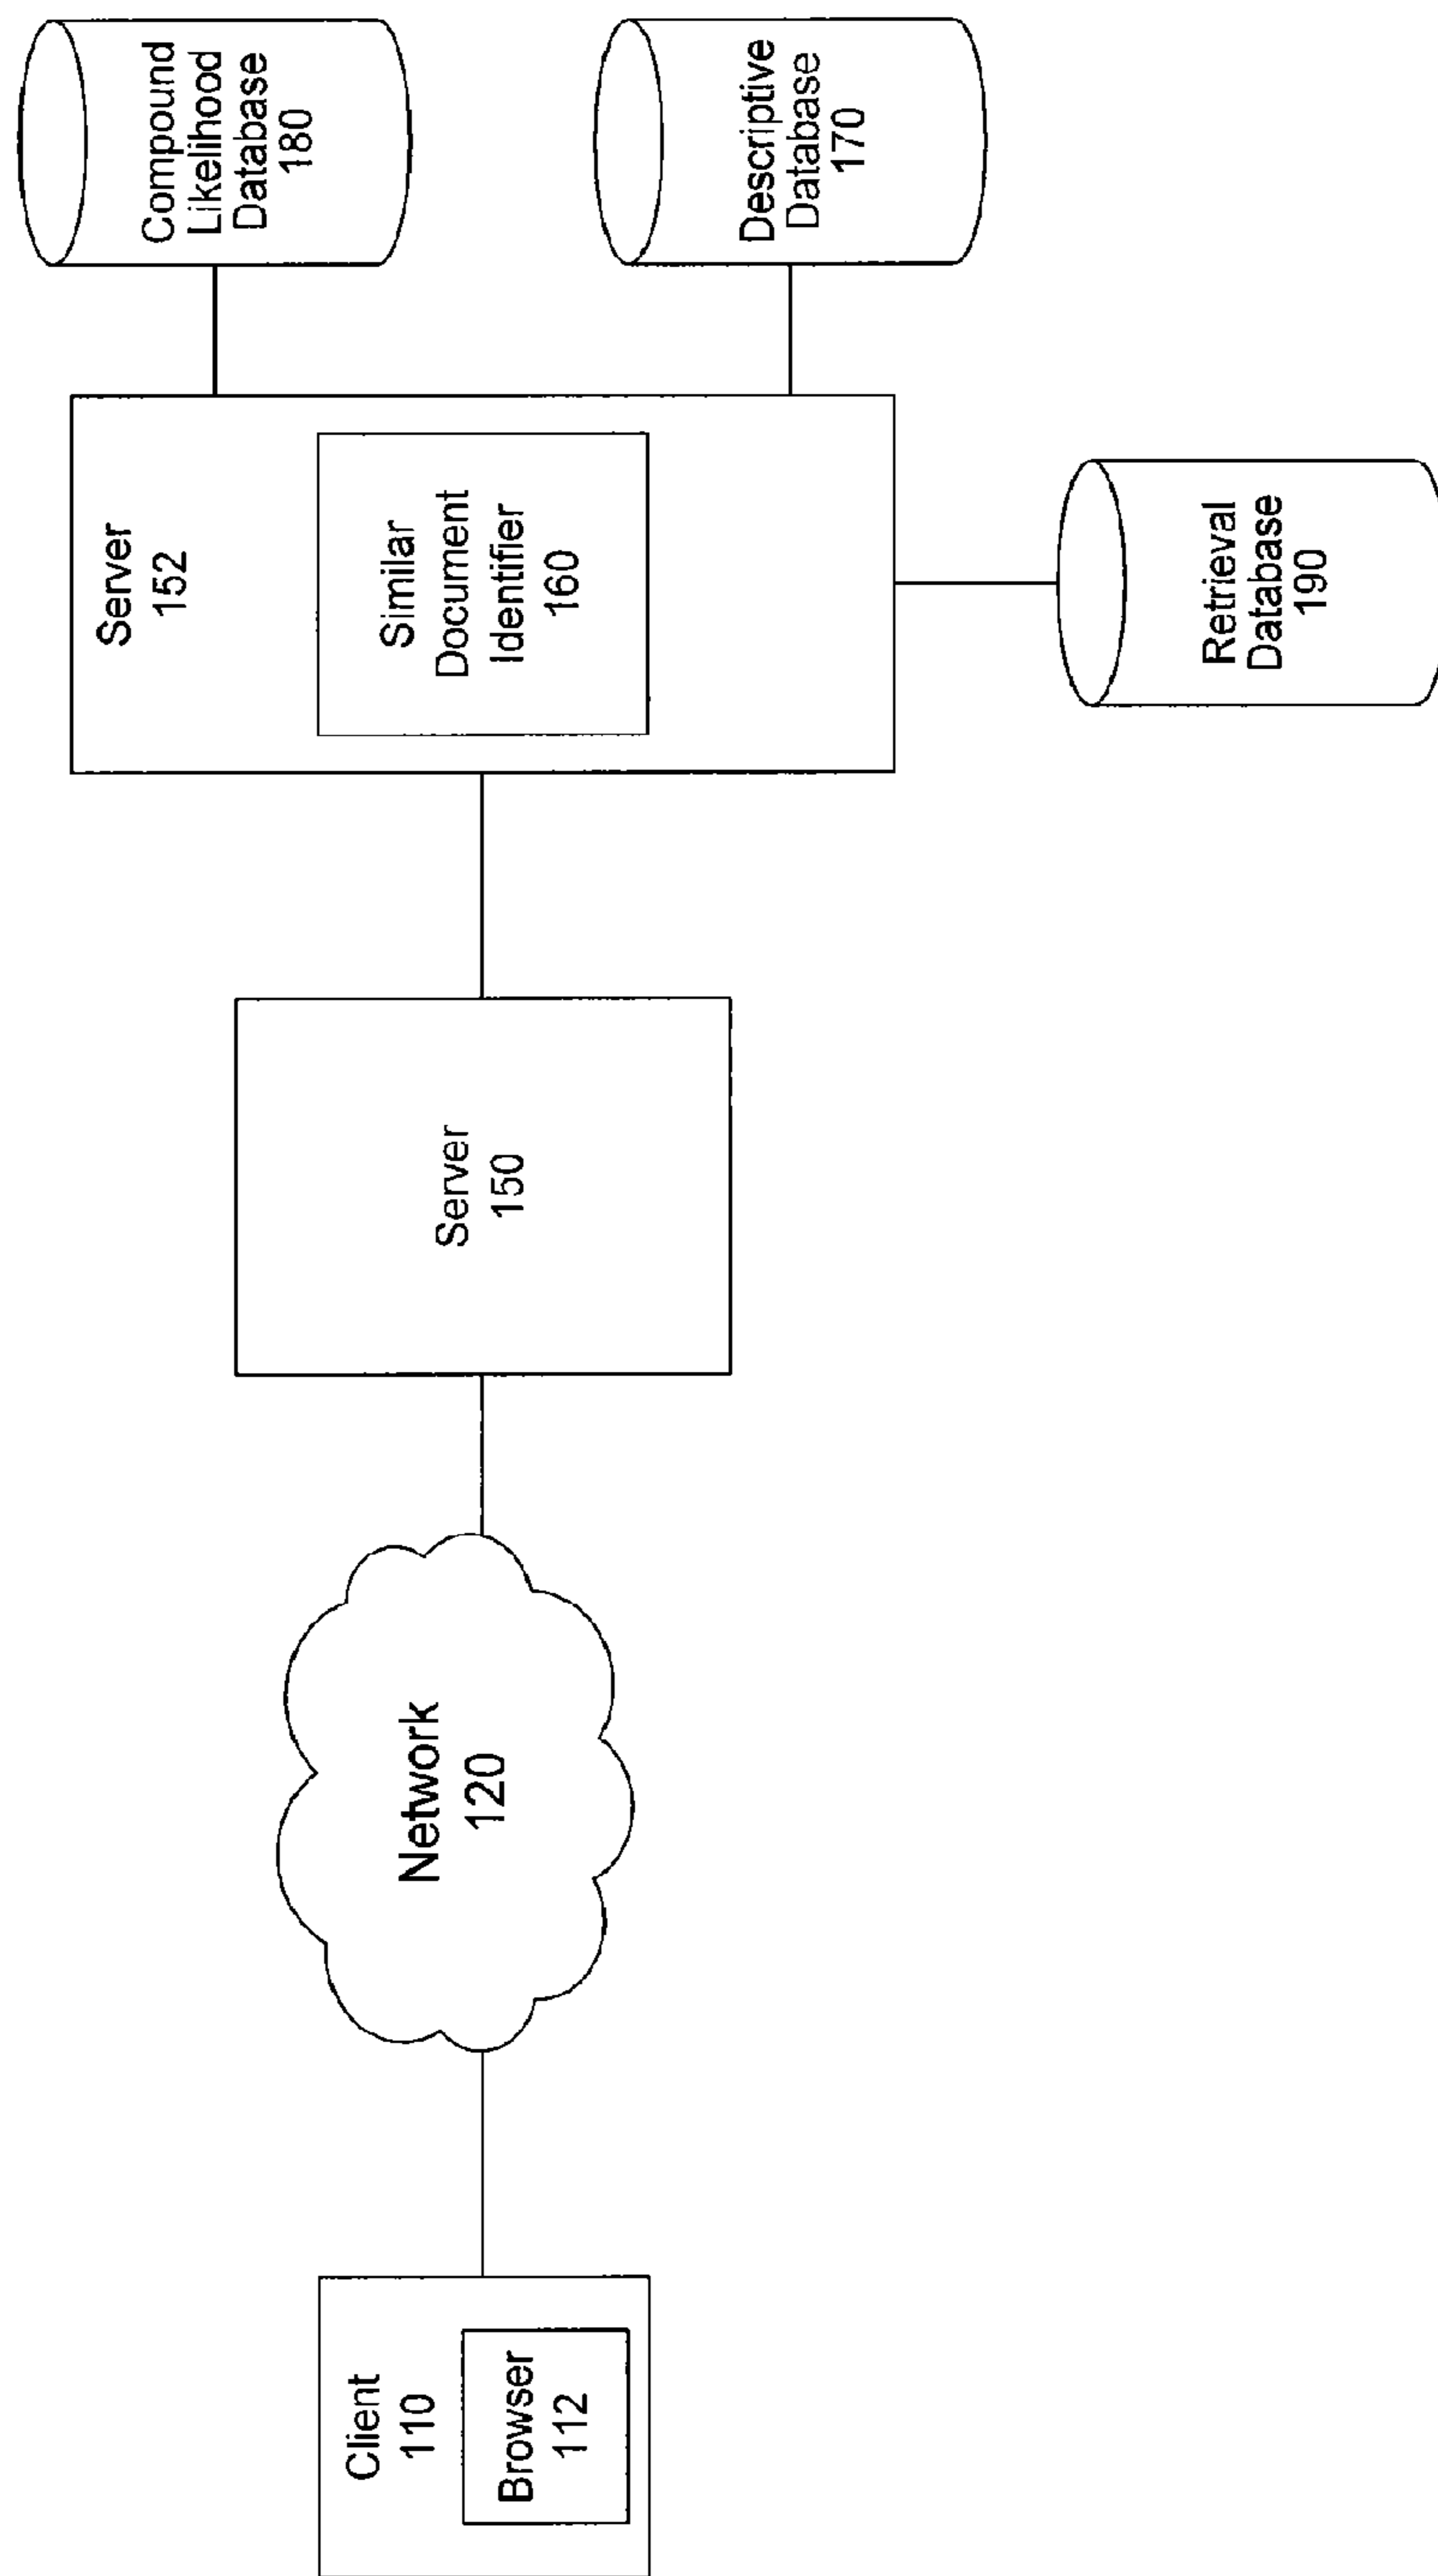 Client
110
Browser
112
Network
120
Server
150
Server
152
Similar
Document
Identifier
160
Compound
Likelihood
Database
180
Descriptive
Database
170
Retrieval
Database
190